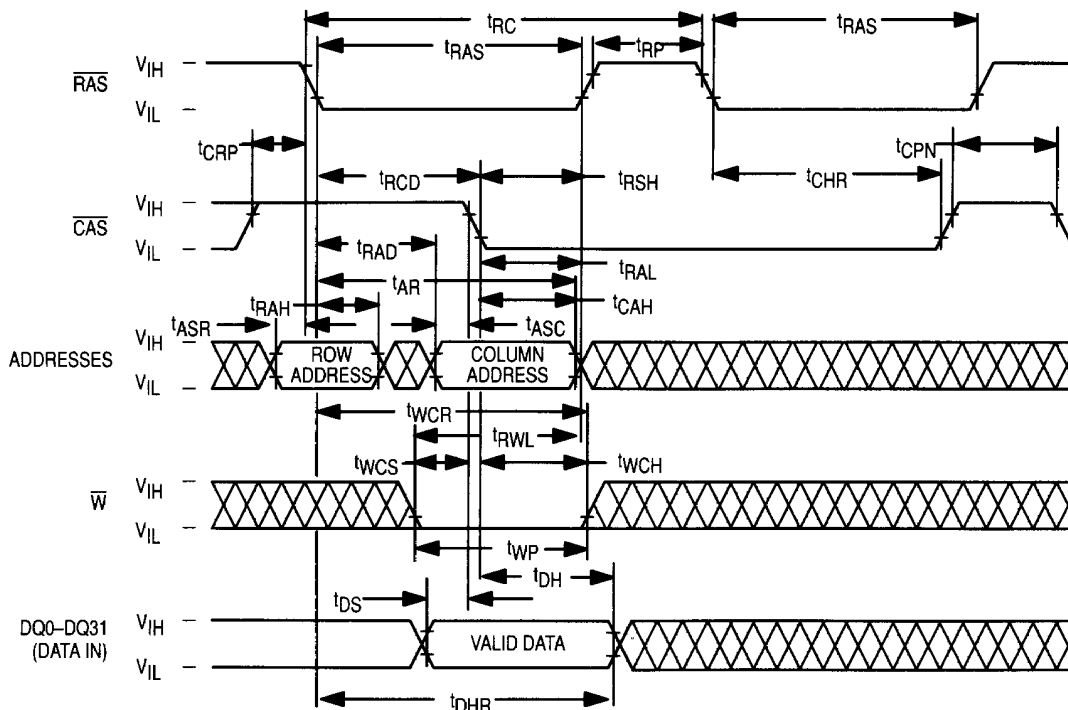 tRC
tRAS
tRP
tRAS
RAS
VIH
VIL
tCRP
tCPN
tRCD
tRSH
tCHR
CAS
VIH
VIL
tRAD
tRAL
tAR
tRAH
tCAH
tASR
tASC
ADDRESSES
VIH
VIL
ROW
ADDRESS
COLUMN
ADDRESS
tWCR
tRWL
tWCS
tWCH
W
VIH
VIL
tWP
tDH
tDS
DQ0–DQ31
(DATA IN)
VIH
VIL
VALID DATA
tDHR